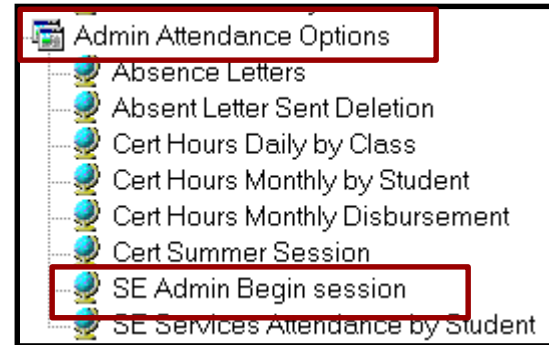 Admin Attendance Options
Absence Letters
Absent Letter Sent Deletion
Cert Hours Daily by Class
Cert Hours Monthly by Student
Cert Hours Monthly Disbursement
Cert Summer Session
SE Admin Begin session
SE Services Attendance by Student